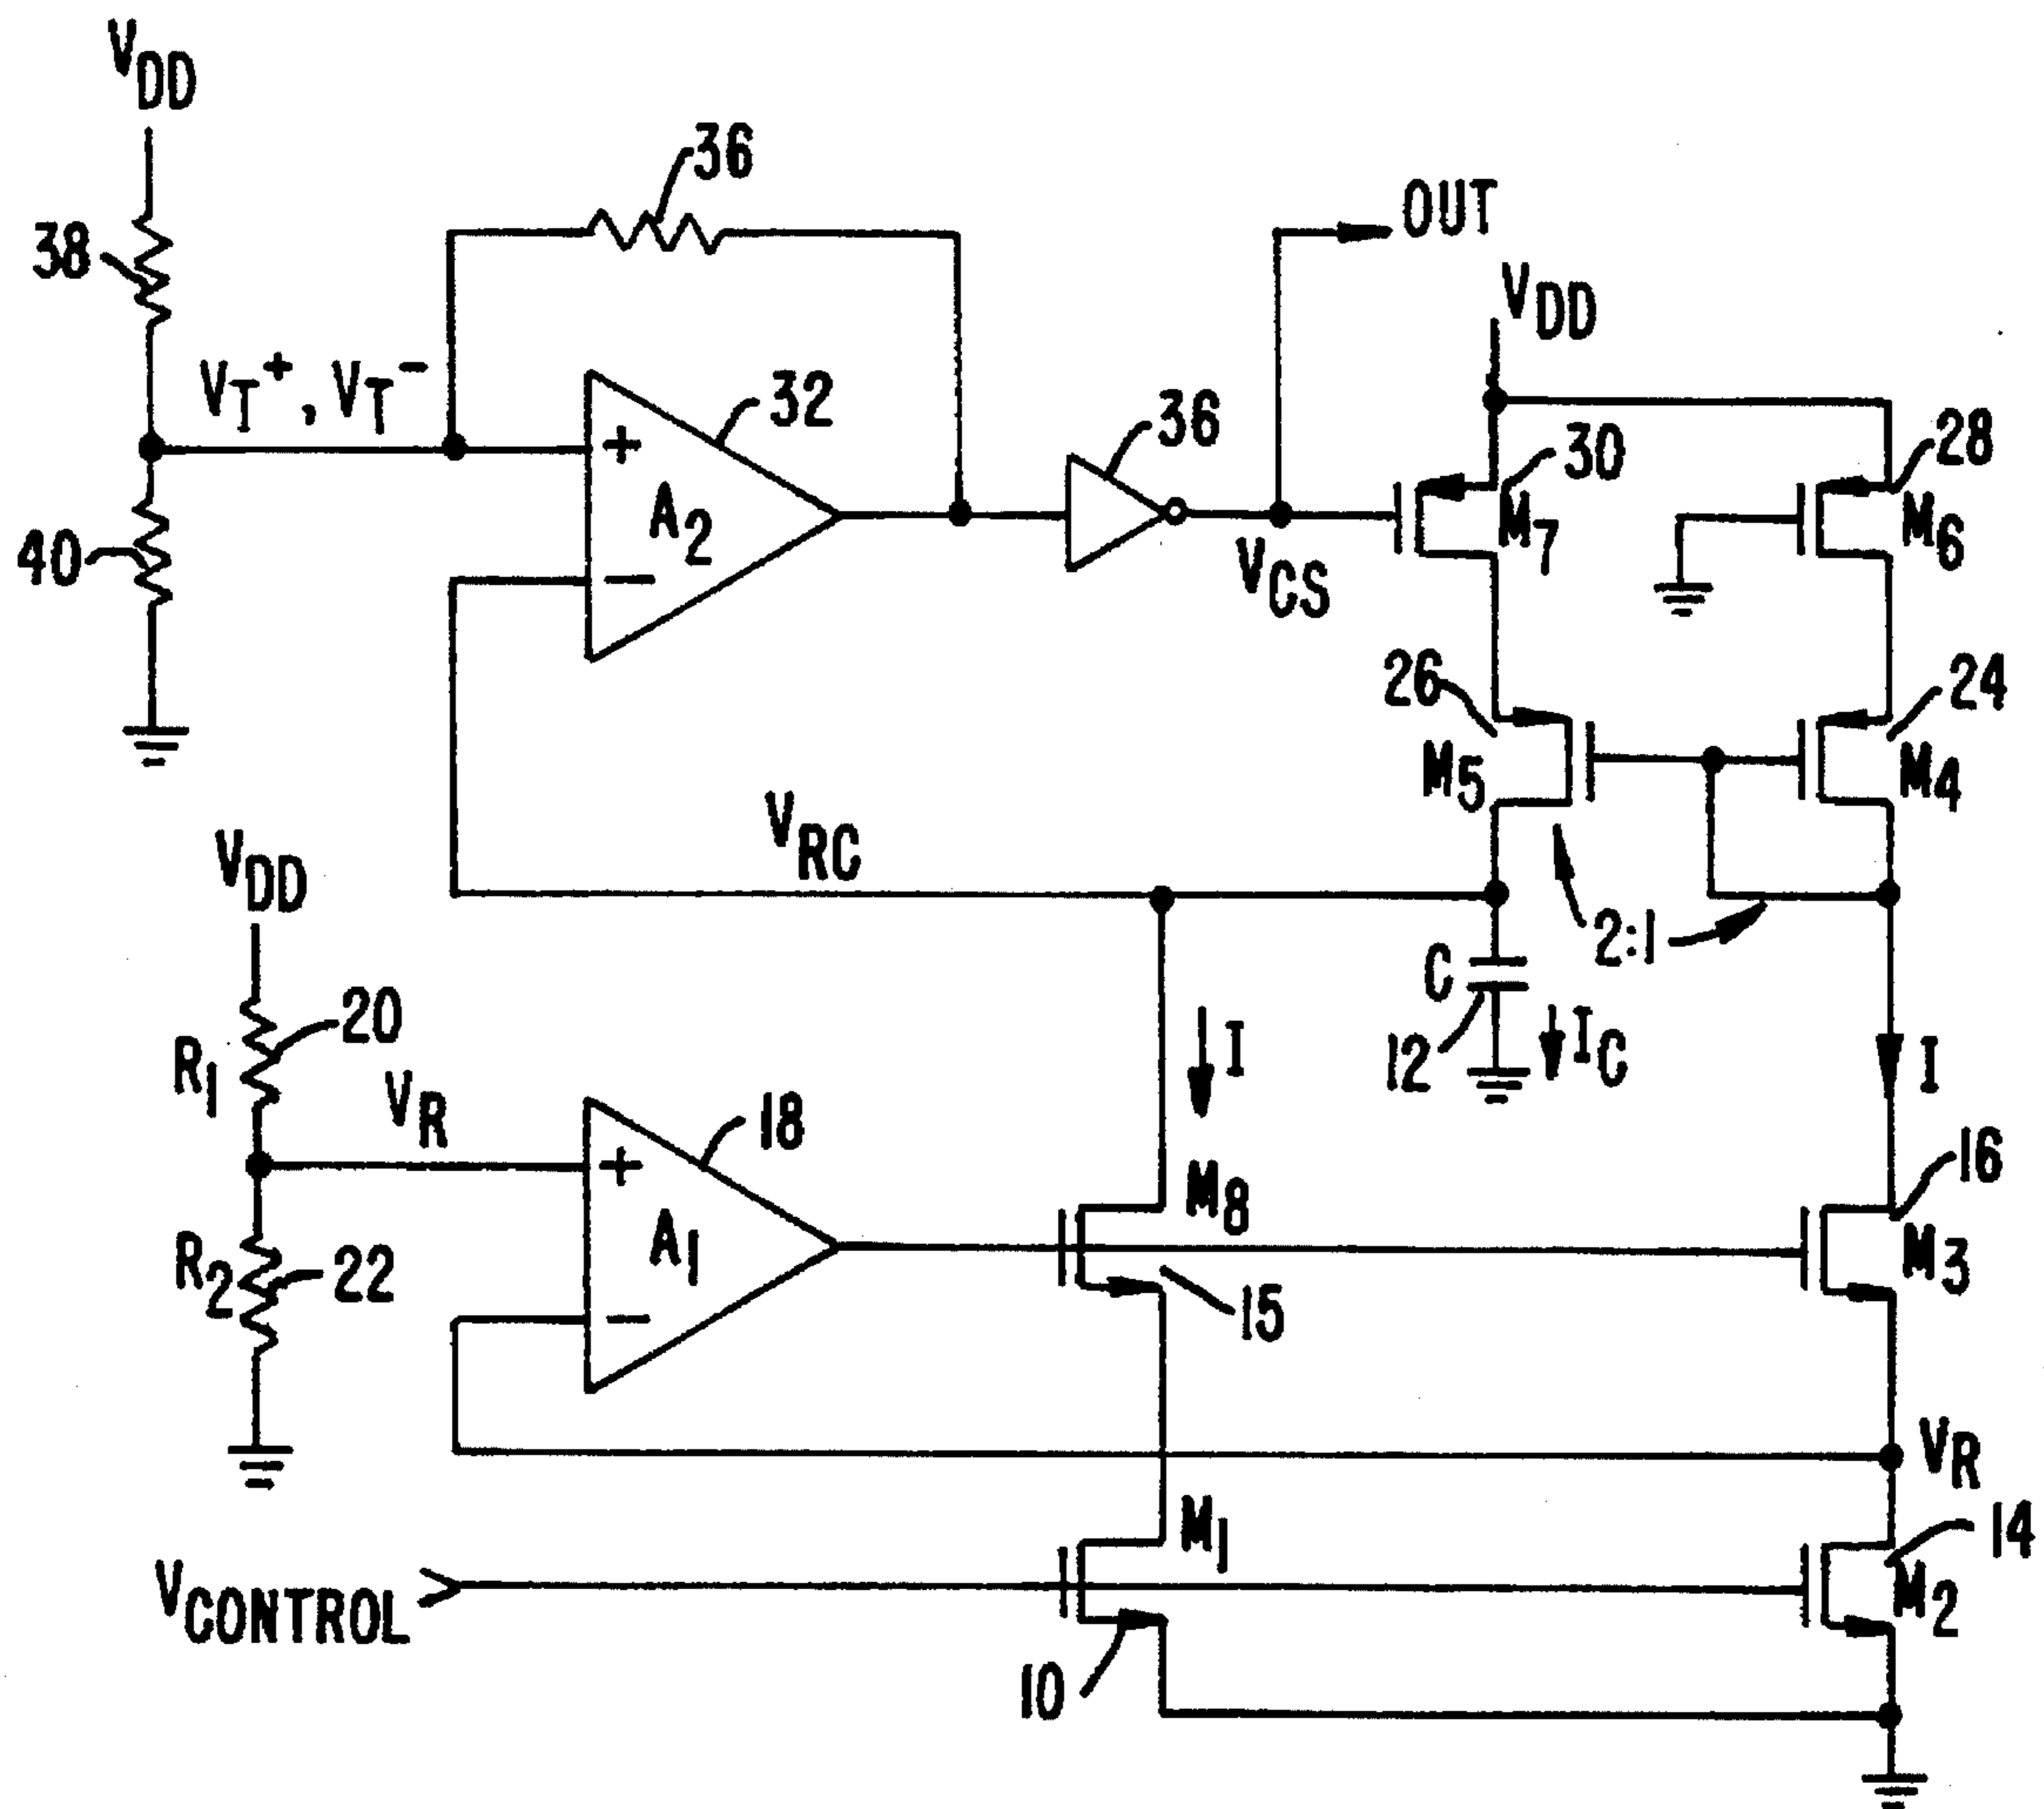 VDD
36
38
OUT
VDD
VT+, VT-
32
36
30
28
+
A2
M7
M6
40
-
VCS
26
24
M5
M4
VRC
VDD
2:1
C
R1
20
12
IC
I
I
VR
18
16
+
M8
R2
22
A1
M3
15
-
VR
M1
14
VCONTROL
M2
10